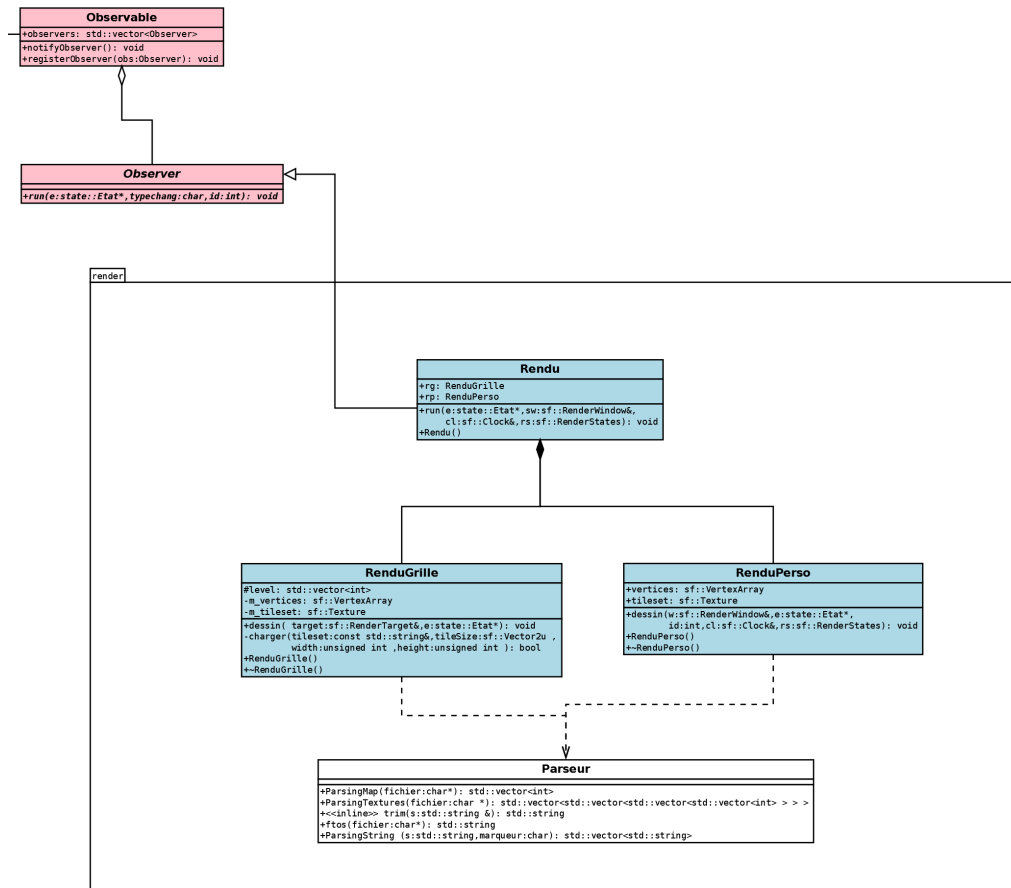 Observable
+observers: std::vector<Observer>
+notifyObserver(): void
+registerObserver(obs:Observer): void
Observer
+run(e:state::Etat*,typechang:char,id:int): void
render
Rendu
+rg: RenduGrille
+rp: RenduPerso
+run(e:state::Etat*,sw:sf::RenderWindow&,
cl:sf::Clock&,rs:sf::RenderStates): void
+Rendu()
RenduGrille
#level: std::vector<int>
-m_vertices: sf::VertexArray
-m_tileset: sf::Texture
+dessin( target:sf::RenderTarget&,e:state::Etat*): void
-charger(tileset:const std::string&,tileSize:sf::Vector2u ,
width:unsigned int ,height:unsigned int ): bool
+RenduGrille()
+~RenduGrille()
RenduPerso
+vertices: sf::VertexArray
+tileset: sf::Texture
+dessin(w:sf::RenderWindow&,e:state::Etat*,
id:int,cl:sf::Clock&,rs:sf::RenderStates): void
+RenduPerso()
+~RenduPerso()
Parseur
+ParsingMap(fichier:char*): std::vector<int>
+ParsingTextures(fichier:char *): std::vector<std::vector<std::vector<std::vector<int> > > >
+<<inline>> trim(s:std::string &): std::string
+ftos(fichier:char*): std::string
+ParsingString (s:std::string,marqueur:char): std::vector<std::string>